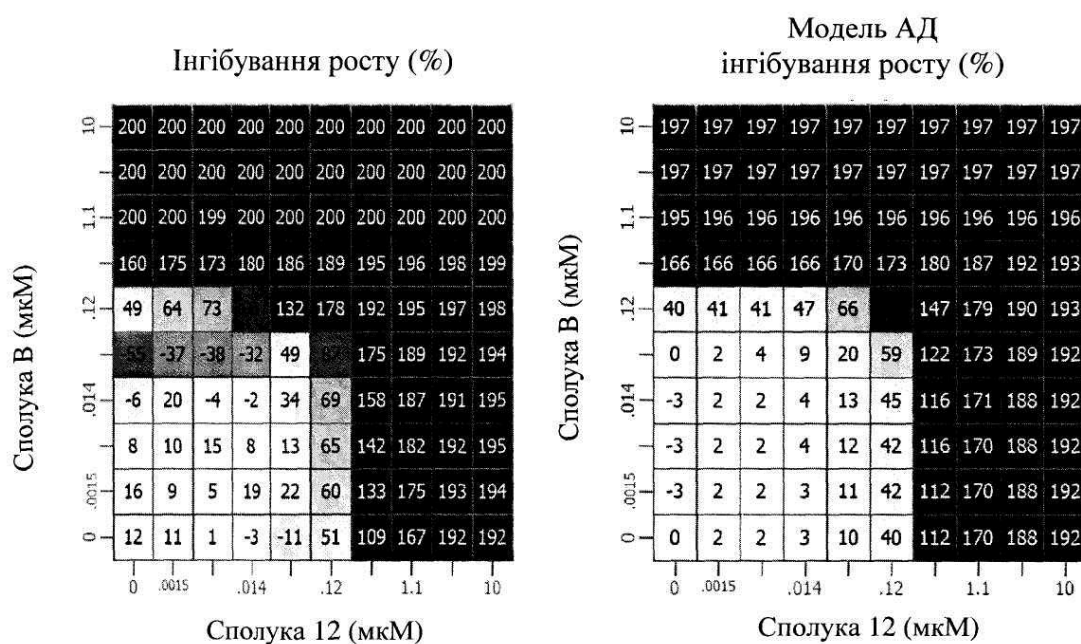 Інгібування росту (%)
Модель АД
інгібування росту (%)
10 200 200 200 200 200 200 200 200 200 200
200 200 200 200 200 200 200 200 200 200
1.1 200 200 199 200 200 200 200 200 200 200
160 175 173 180 186 189 195 196 198 199
.12 49 64 73 132 178 192 195 197 198
-55 -37 -38 -32 49 175 189 192 194
.014 -6 20 -4 -2 34 69 158 187 191 195
8 10 15 8 13 65 142 182 192 195
.0015 16 9 5 19 22 60 133 175 193 194
0 12 11 1 -3 -11 51 109 167 192 192
0 .0015 .014 .12 1.1 10
Сполука В (мкМ)
Сполука 12 (мкМ)
10 197 197 197 197 197 197 197 197 197 197
197 197 197 197 197 197 197 197 197 197
1.1 195 196 196 196 196 196 196 196 196 196
166 166 166 166 170 173 180 187 192 193
.12 40 41 41 47 66 147 179 190 193
0 2 4 9 20 59 122 173 189 192
.014 -3 2 2 4 13 45 116 171 188 192
-3 2 2 4 12 42 116 170 188 192
.0015 -3 2 2 3 11 42 112 170 188 192
0 0 2 2 3 10 40 112 170 188 192
0 .0015 .014 .12 1.1 10
Сполука В (мкМ)
Сполука 12 (мкМ)